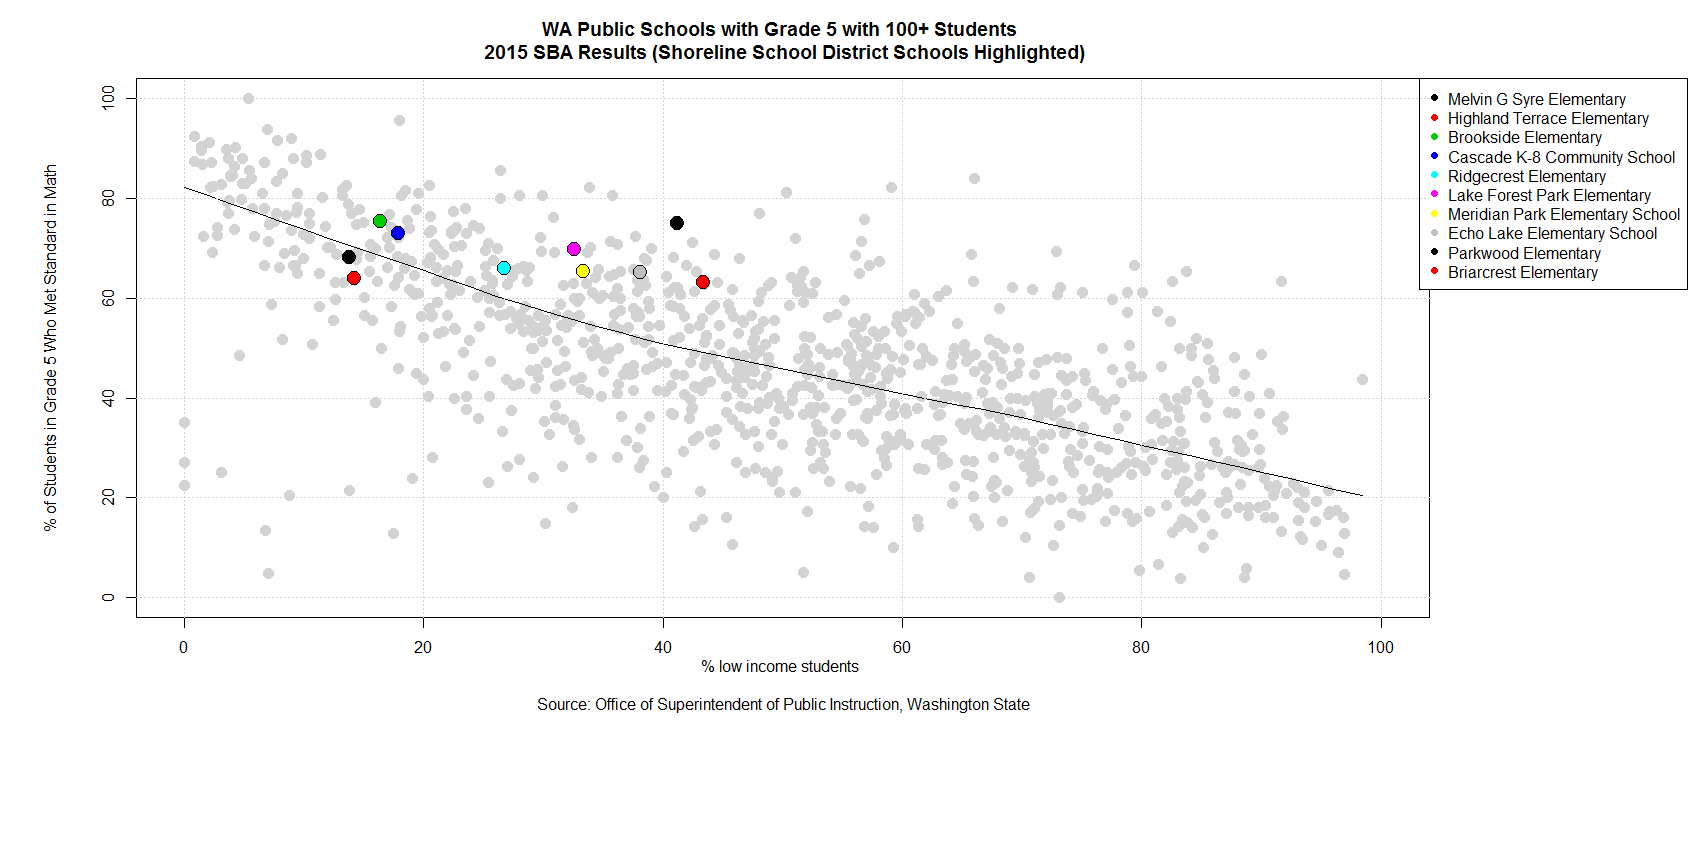 WA Public Schools with Grade 5 with 100+ Students
2015 SBA Results (Shoreline School District Schools Highlighted)
% of Students in Grade 5 Who Met Standard in Math
100
80
60
40
20
0
0 20 40 60 80 100
% low income students
Source: Office of Superintendent of Public Instruction, Washington State
Melvin G Syre Elementary
Highland Terrace Elementary
Brookside Elementary
Cascade K-8 Community School
Ridgecrest Elementary
Lake Forest Park Elementary
Meridian Park Elementary School
Echo Lake Elementary School
Parkwood Elementary
Briarcrest Elementary